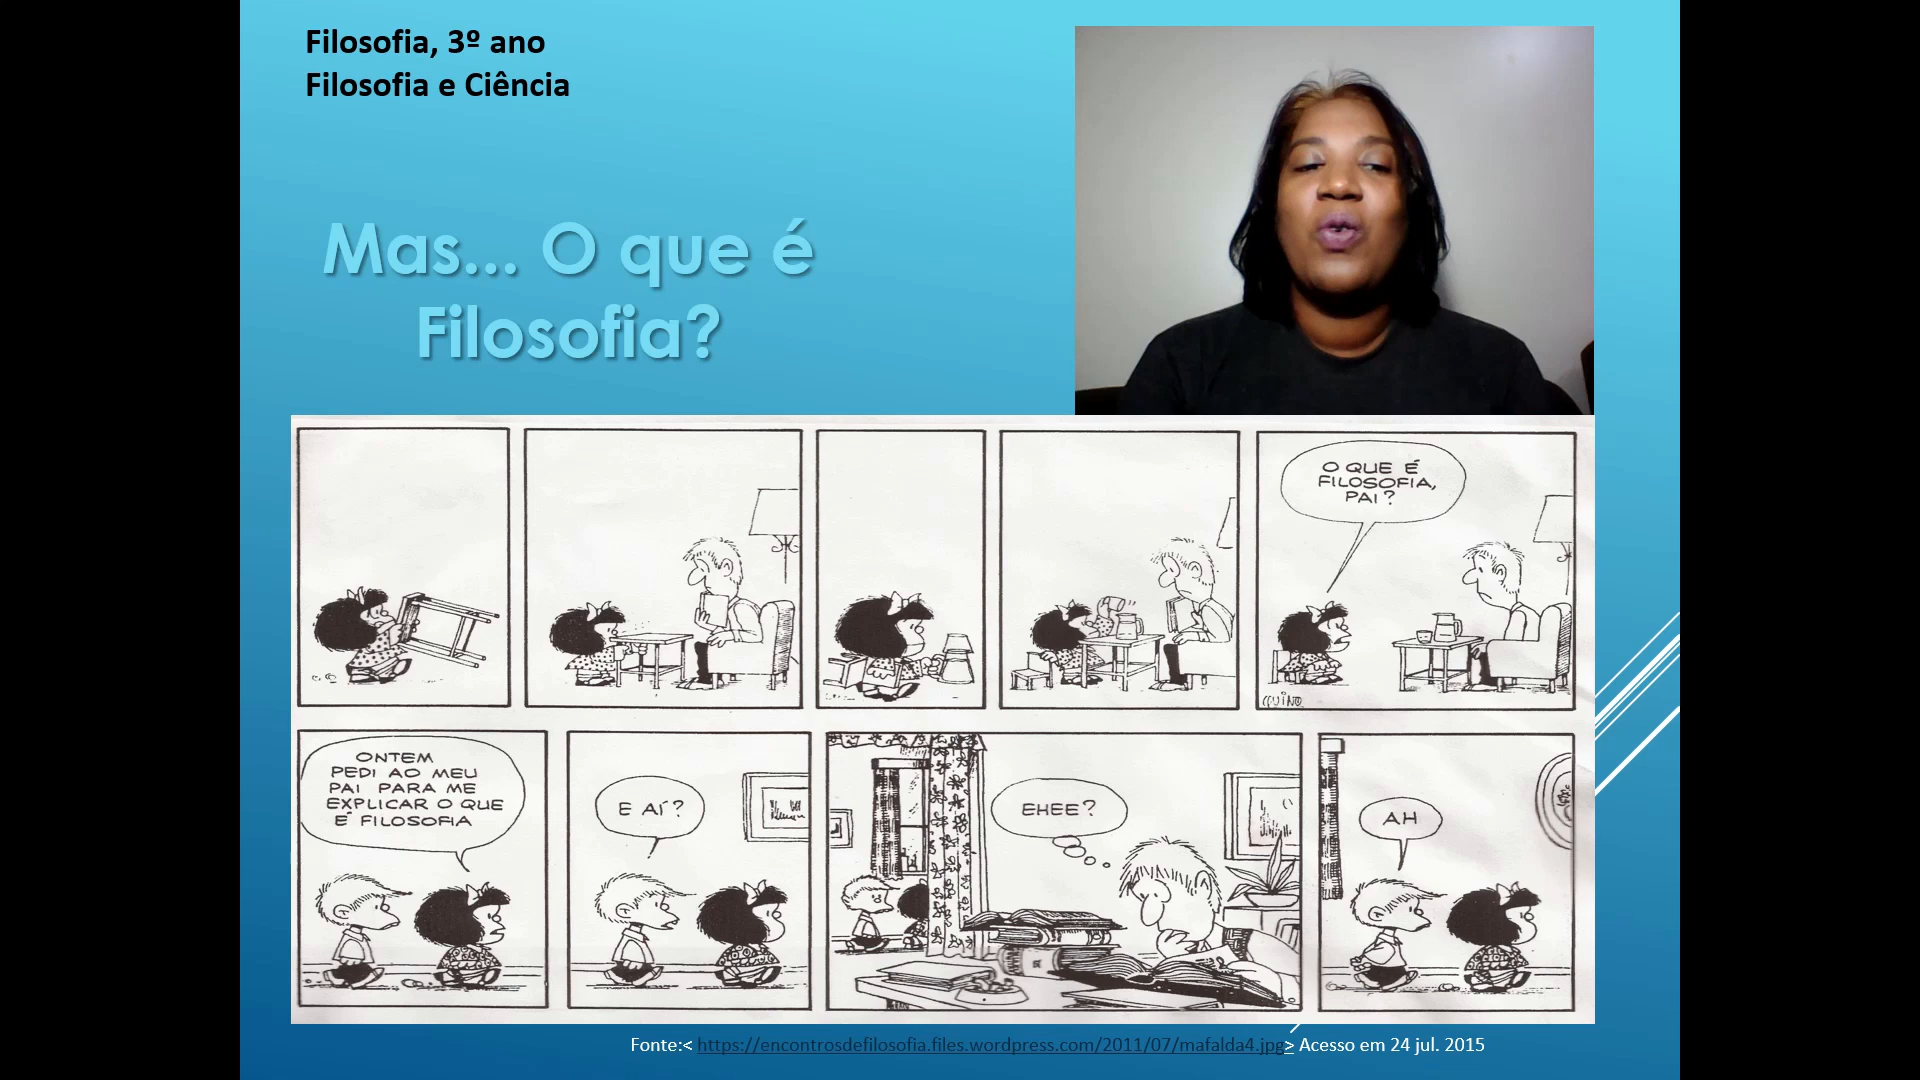 Filosofia, 3º ano
Filosofia e Ciência
Mas... O que é
Filosofia?
O QUE É
FILOSOFIA,
PAI?
QUINO
ONTEM
PEDI AO MEU
PAI PARA ME
EXPLICAR O QUE
É FILOSOFIA
E AÍ?
EHEE?
AH
Fonte:< https://encontrosdefilosofia.files.wordpress.com/2011/07/mafalda4.jpg> Acesso em 24 jul. 2015